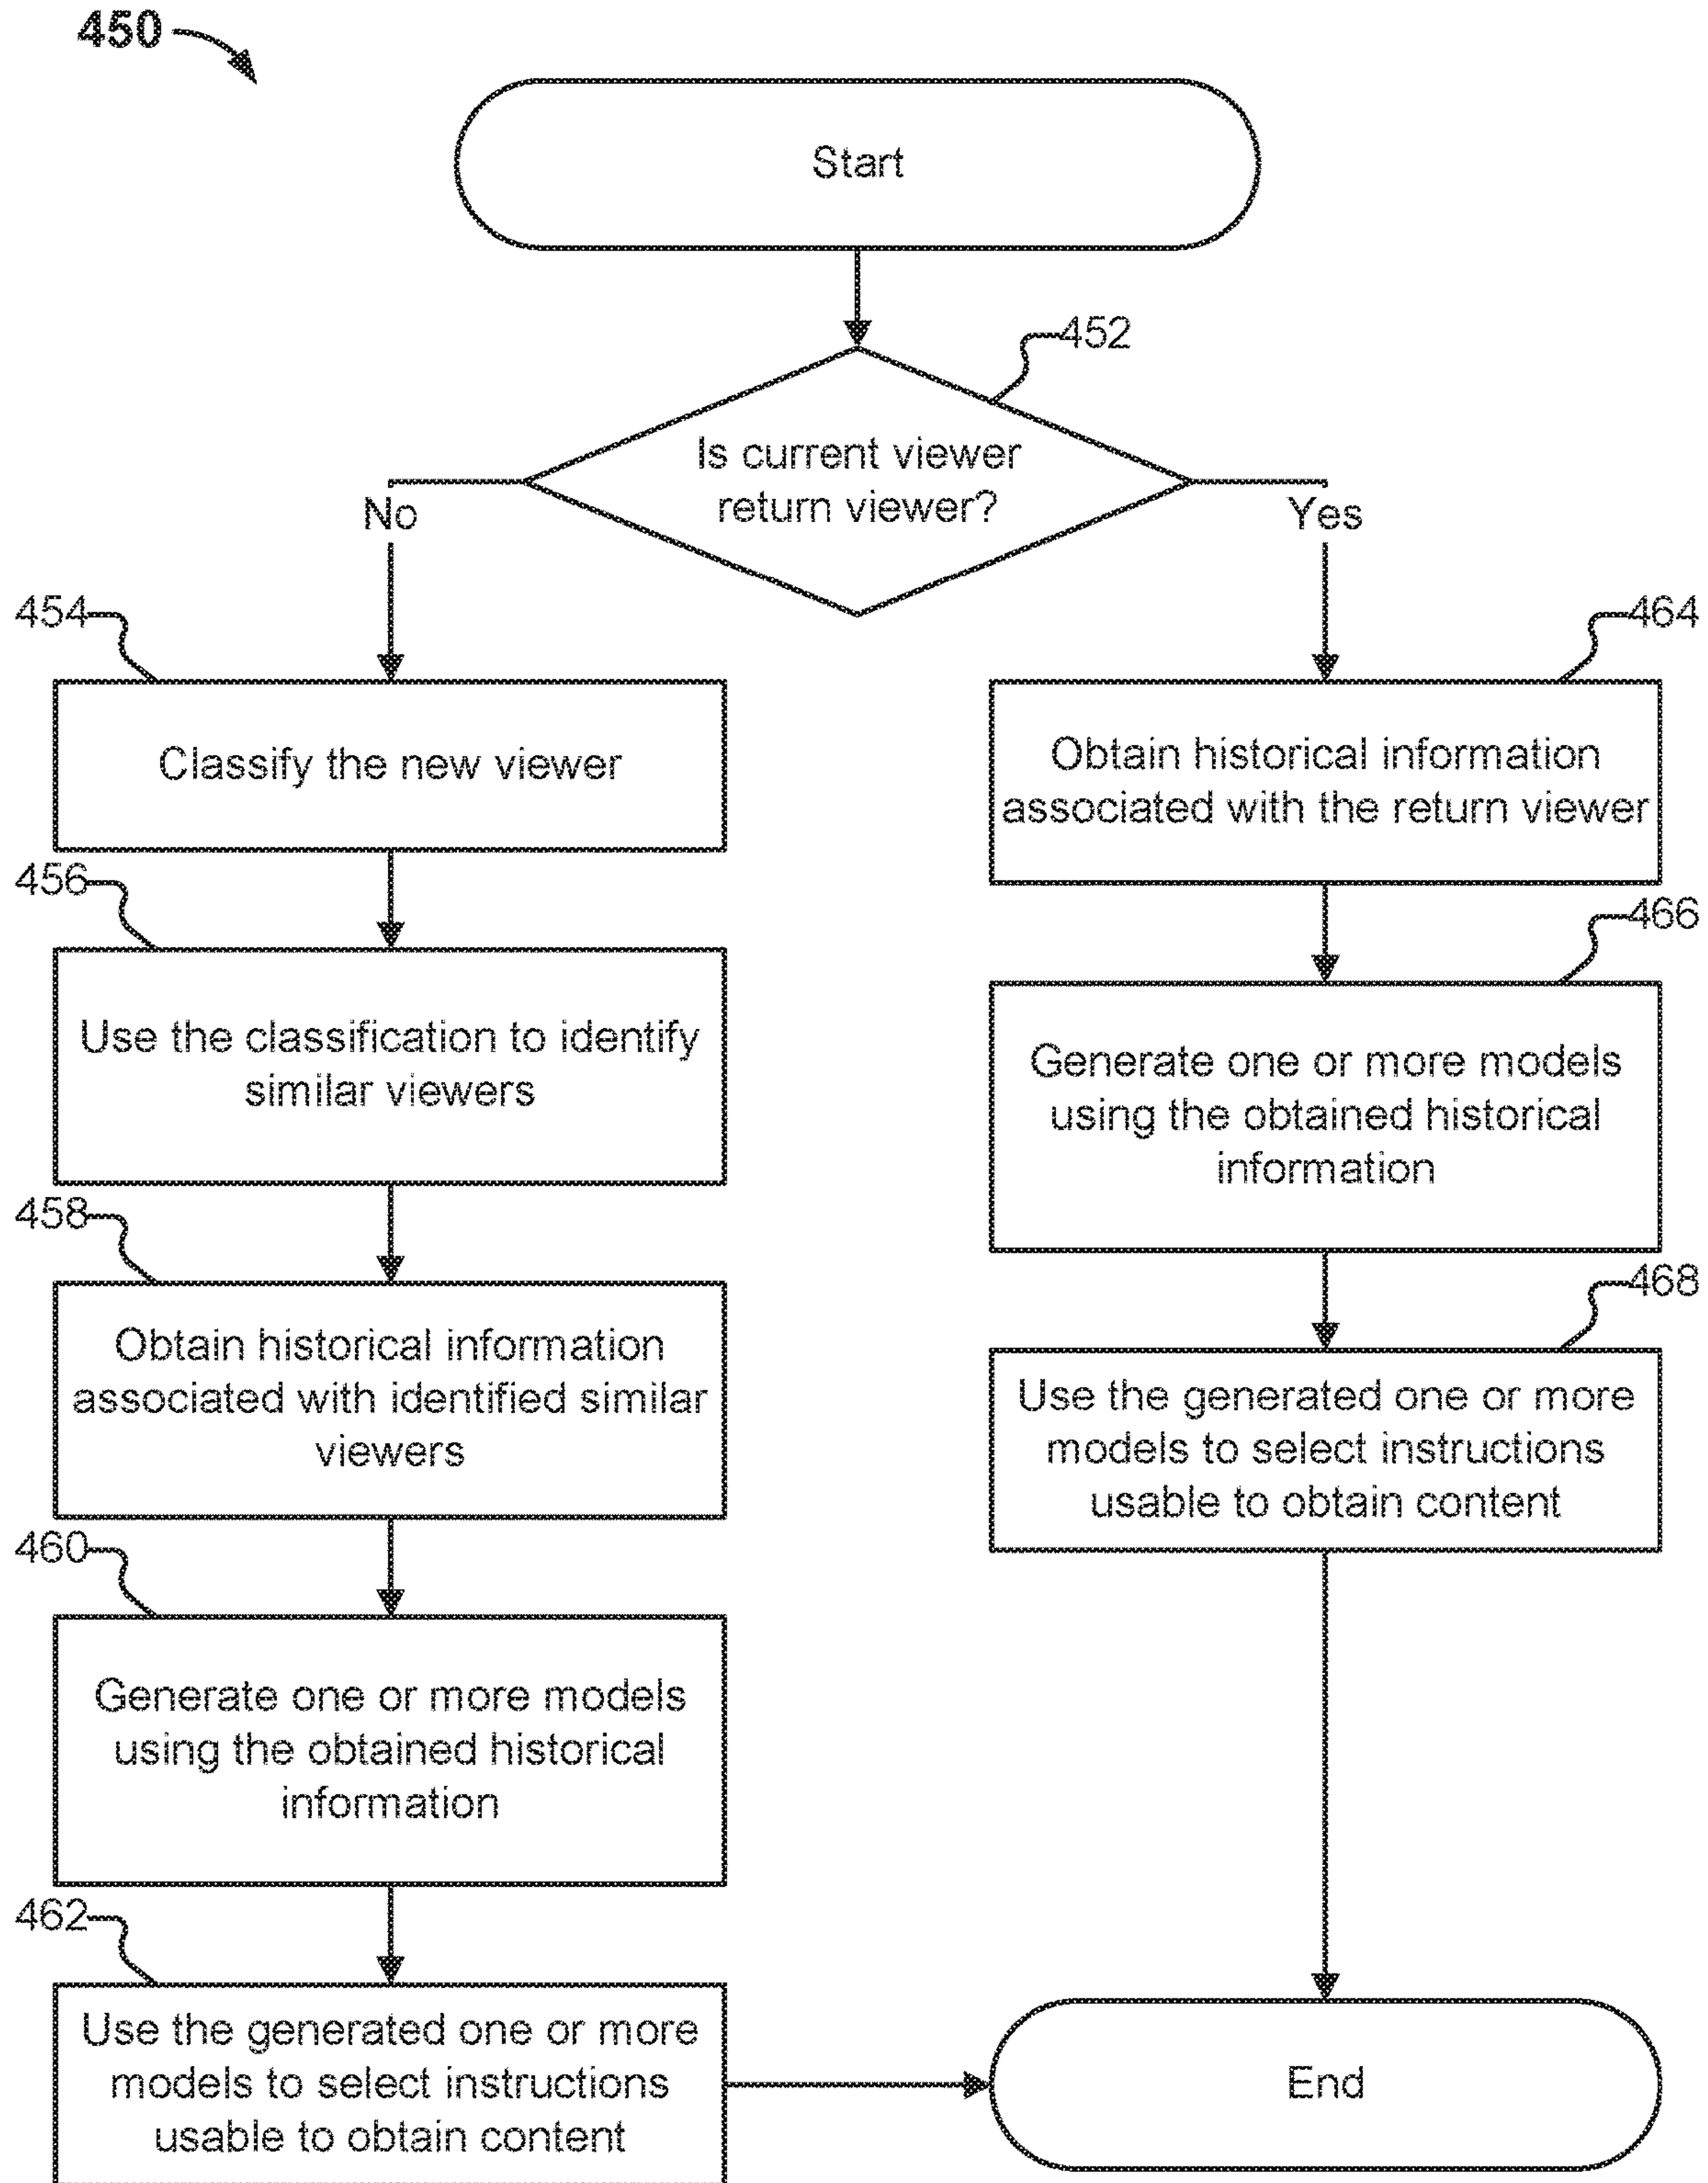 450
Start
452
Is current viewer
return viewer?
No
Yes
454
Classify the new viewer
456
Use the classification to identify
similar viewers
458
Obtain historical information
associated with identified similar
viewers
460
Generate one or more models
using the obtained historical
information
462
Use the generated one or more
models to select instructions
usable to obtain content
464
Obtain historical information
associated with the return viewer
466
Generate one or more models
using the obtained historical
information
468
Use the generated one or more
models to select instructions
usable to obtain content
End